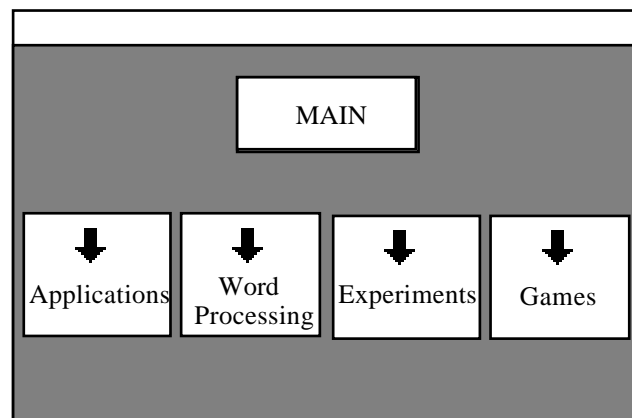 MAIN
Applications
Word
Processing
Experiments
Games